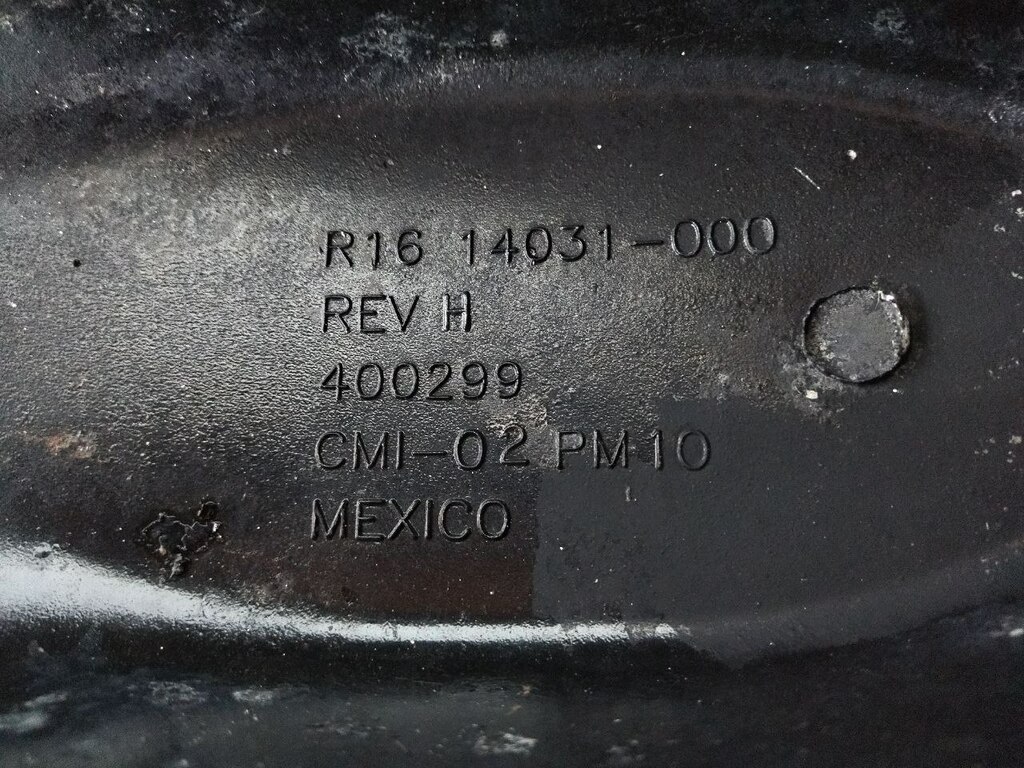 R16 14031-000
REV H
400299
CMI-02 PM10
MEXICO